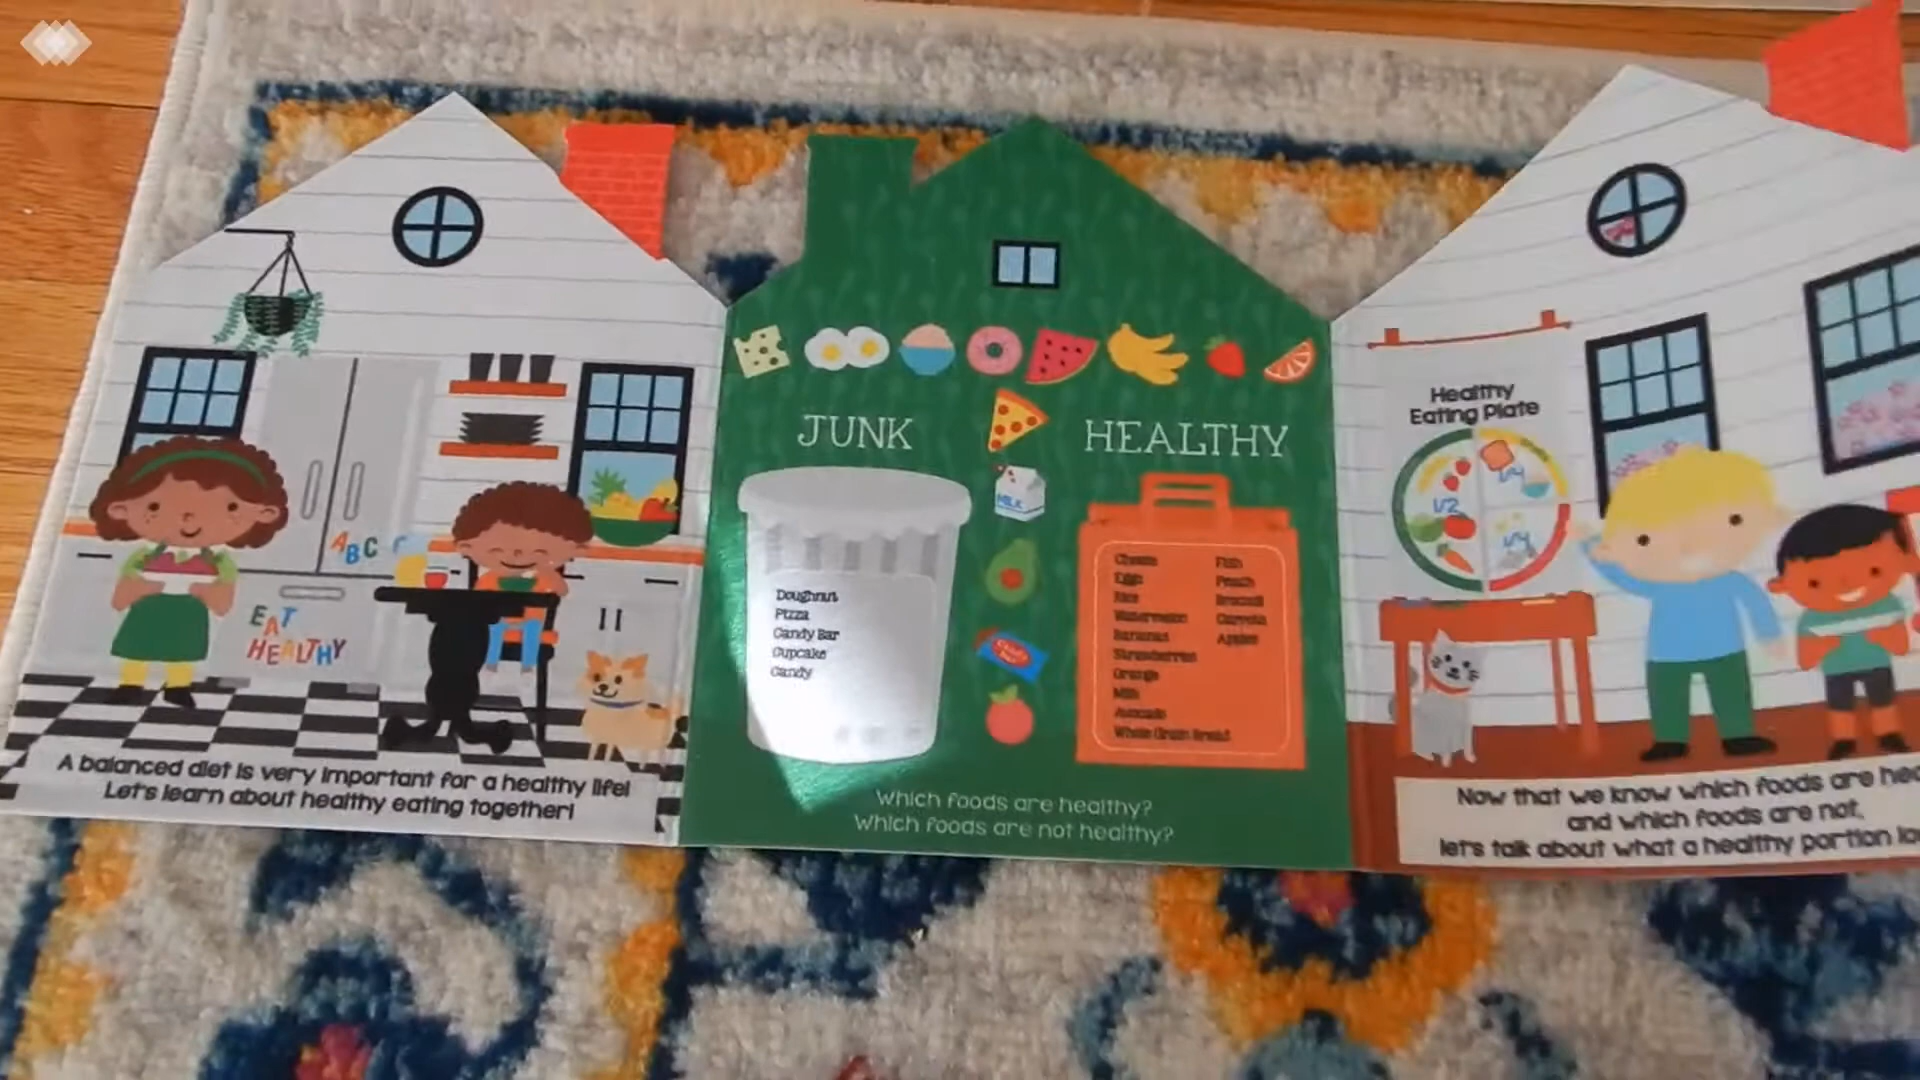 ABC
EAT
HEALTHY
A balanced diet is very important for a healthy life!
Let's learn about healthy eating together!
JUNK
Doughnut
Pizza
Candy Bar
Cupcake
Candy
MILK
HEALTHY
Cheese
Eggs
Rice
Watermelon
Bananas
Strawberries
Orange
Milk
Avocado
Whole Grain Bread
Fish
Peach
Broccoli
Carrots
Apples
Which foods are healthy?
Which foods are not healthy?
Healthy
Eating Plate
1/2
1/4
1/4
Now that we know which foods are hea
and which foods are not,
let's talk about what a healthy portion lo